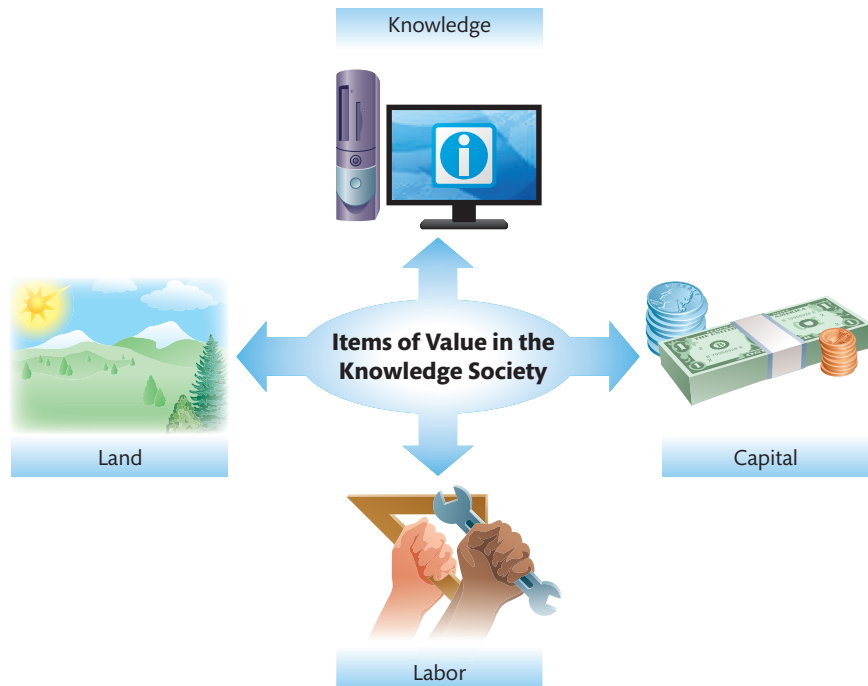 Knowledge
i
Items of Value in the
Knowledge Society
Land
Capital
Labor